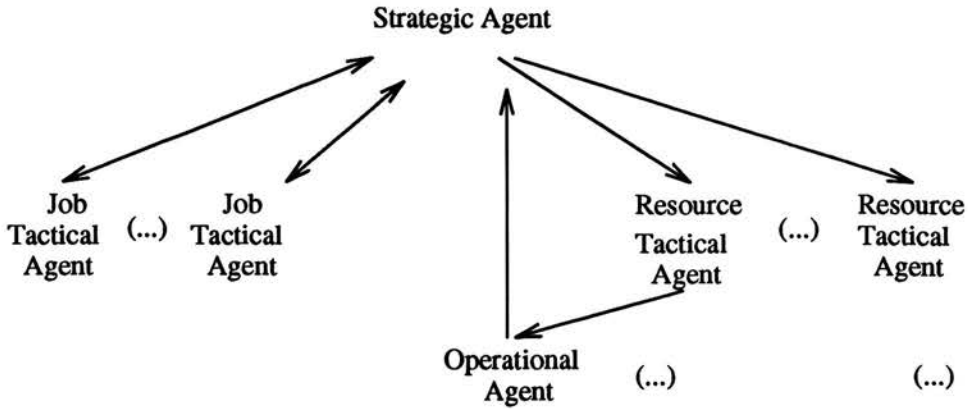 Strategic Agent
Job
Tactical
Agent
(...)
Job
Tactical
Agent
Resource
Tactical
Agent
(...)
Resource
Tactical
Agent
Operational
Agent
(...)
(...)